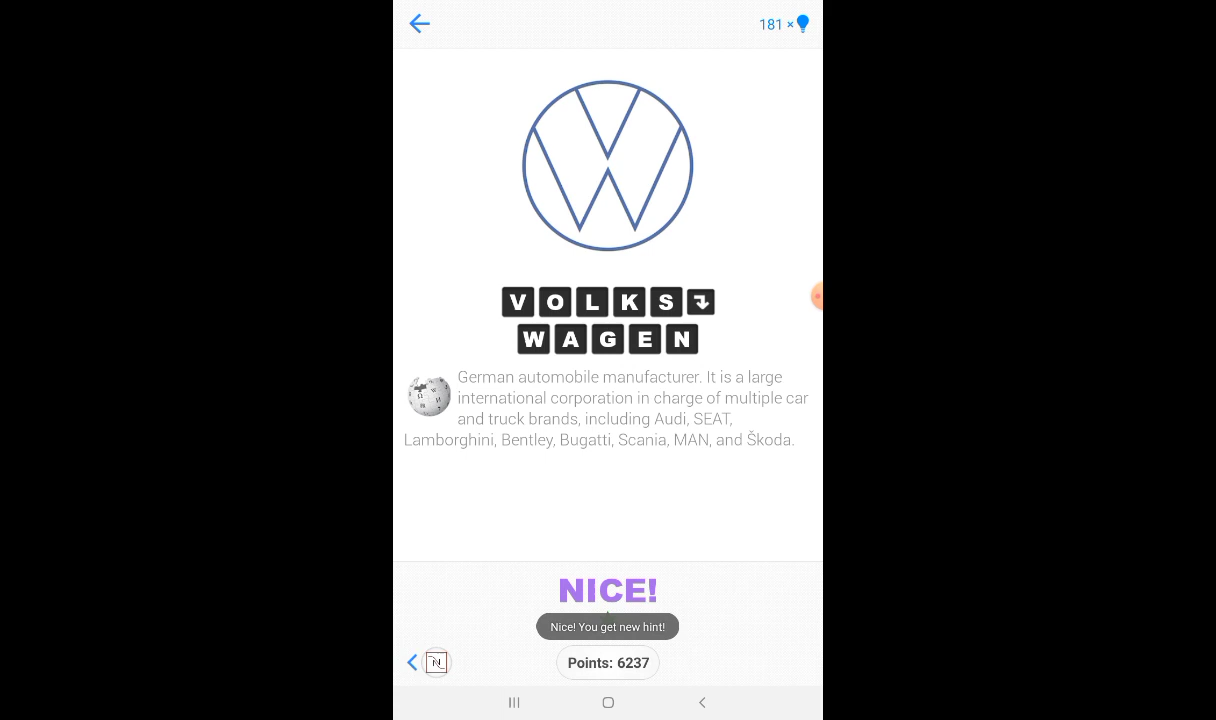 181 ×
VOLKS
WAGEN
German automobile manufacturer. It is a large
international corporation in charge of multiple car
and truck brands, including Audi, SEAT,
Lamborghini, Bentley, Bugatti, Scania, MAN, and Škoda.
NICE!
Nice! You get new hint!
N
Points: 6237